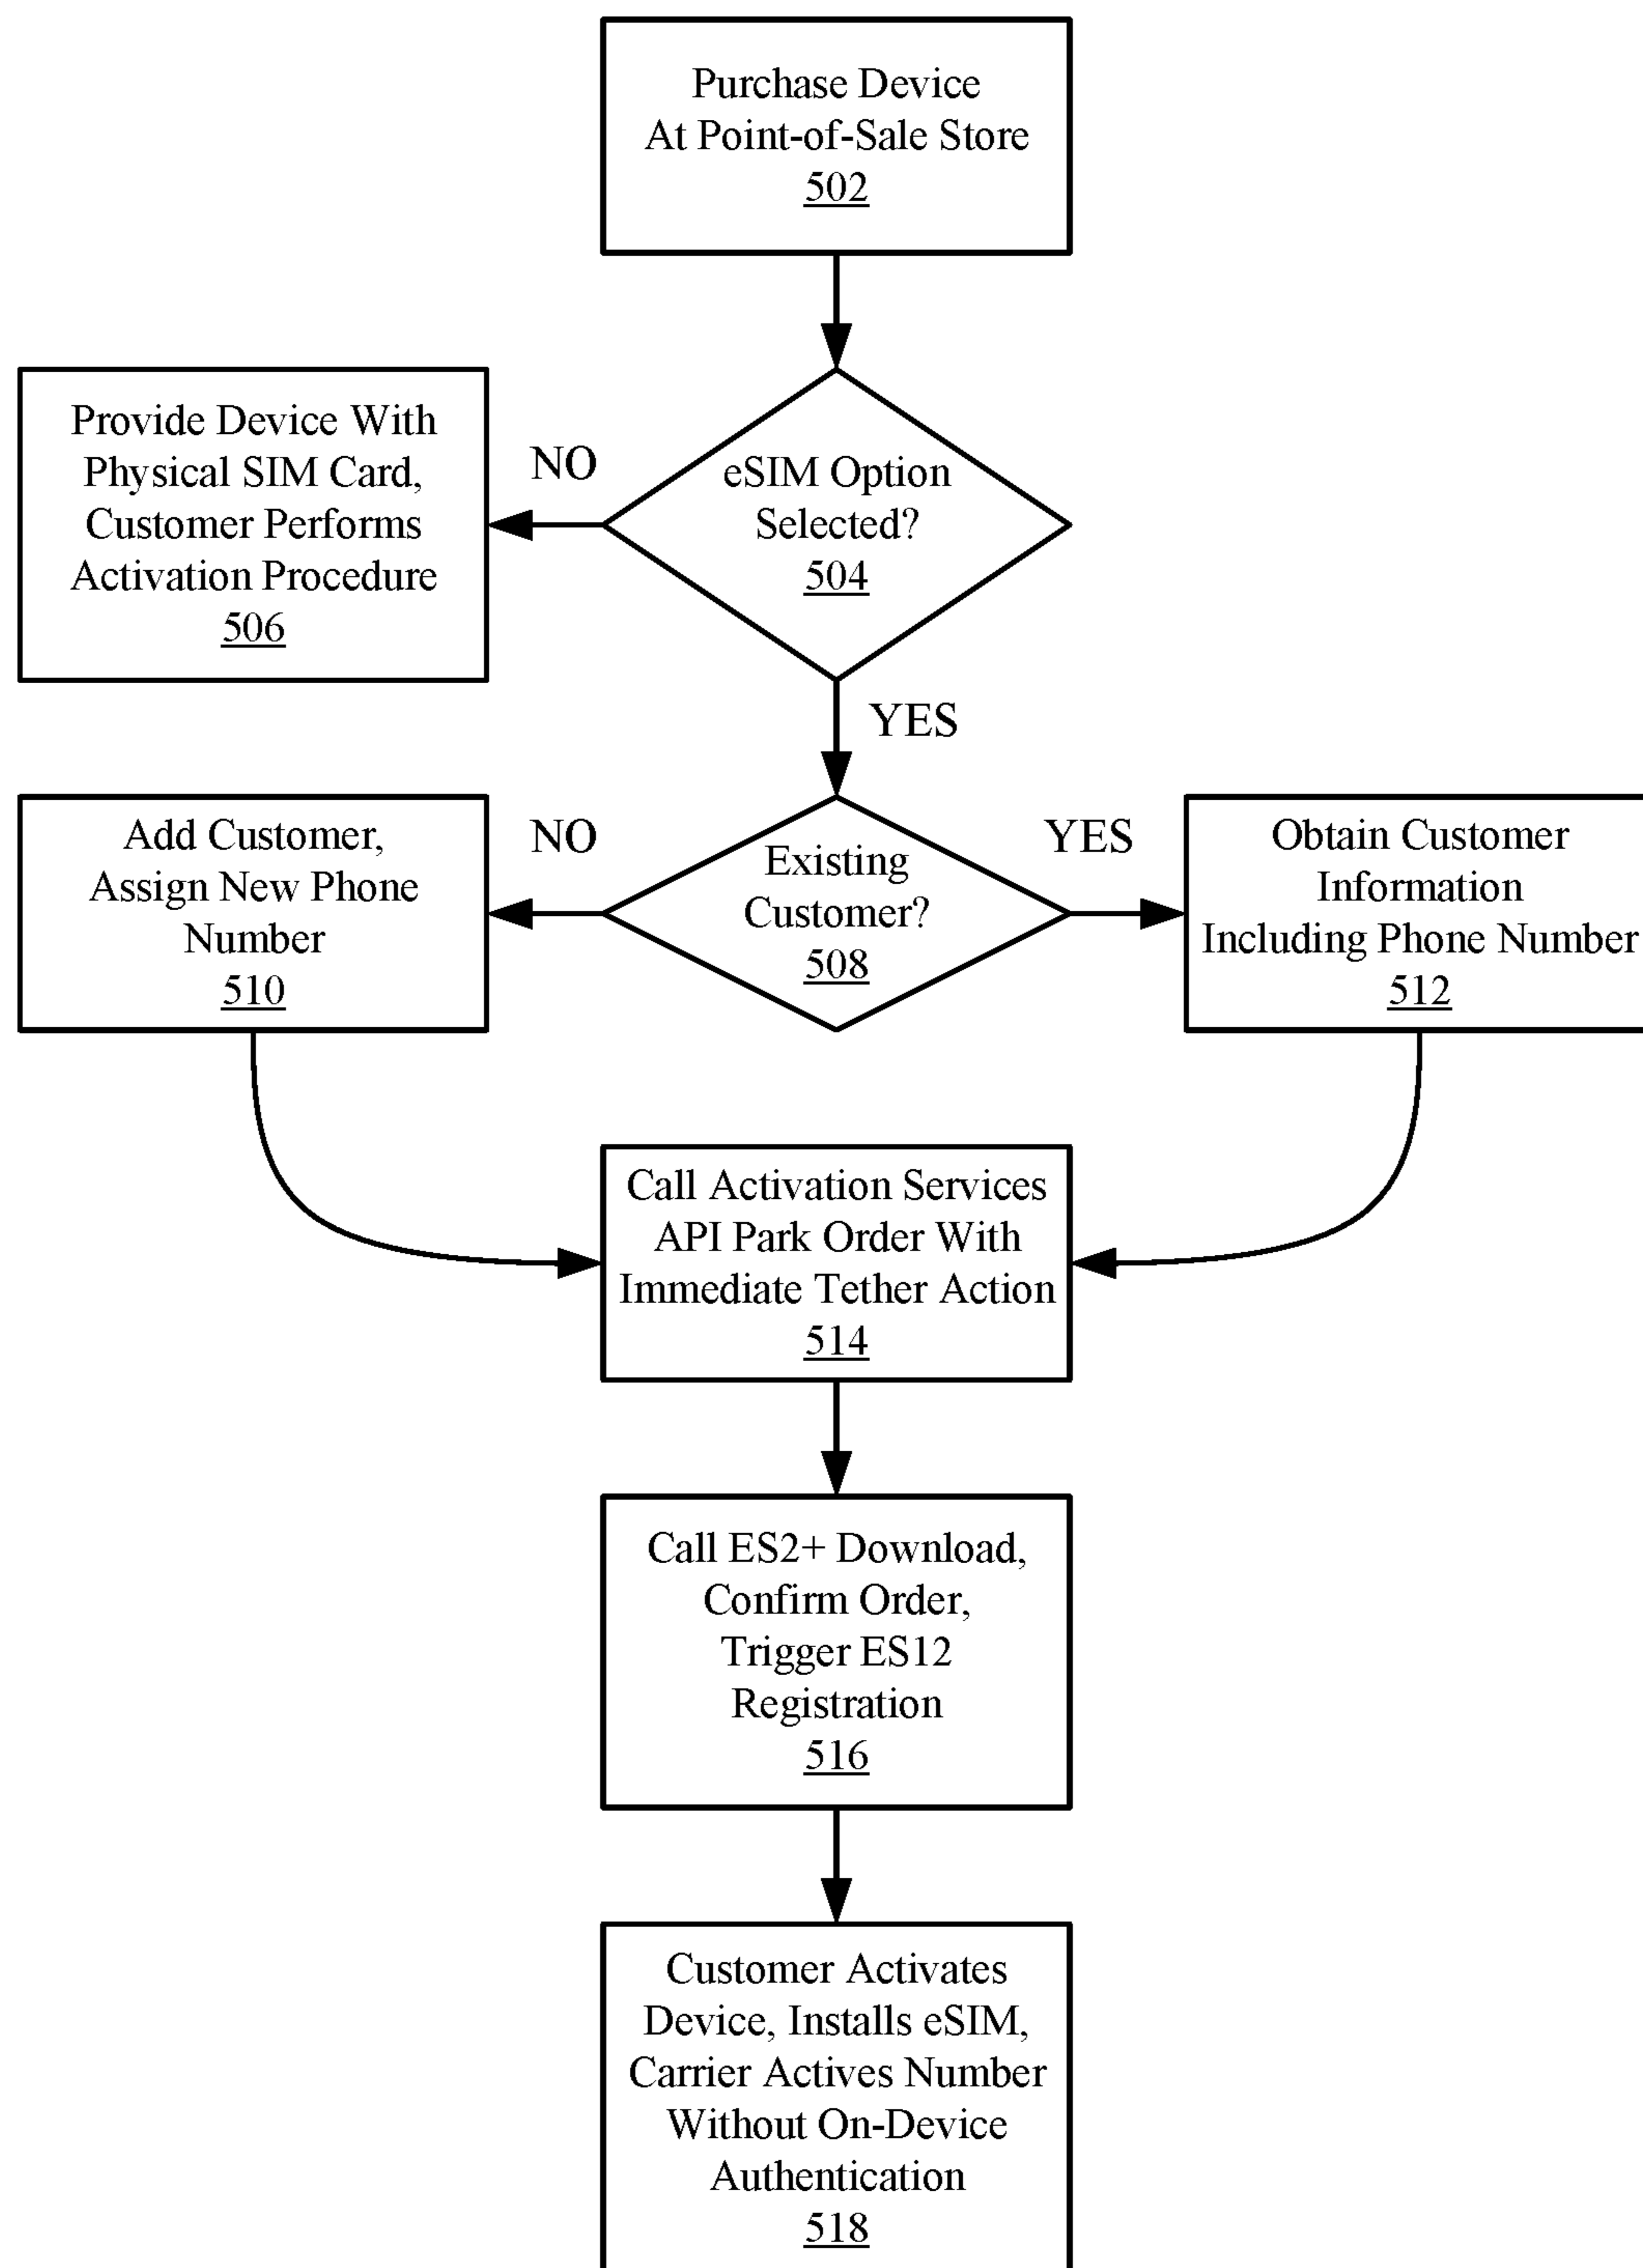 Purchase Device
At Point-of-Sale Store
502
Provide Device With
Physical SIM Card,
Customer Performs
Activation Procedure
506
NO
eSIM Option
Selected?
504
YES
Add Customer,
Assign New Phone
Number
510
NO
Existing
Customer?
508
YES
Obtain Customer
Information
Including Phone Number
512
Call Activation Services
API Park Order With
Immediate Tether Action
514
Call ES2+ Download,
Confirm Order,
Trigger ES12
Registration
516
Customer Activates
Device, Installs eSIM,
Carrier Actives Number
Without On-Device
Authentication
518